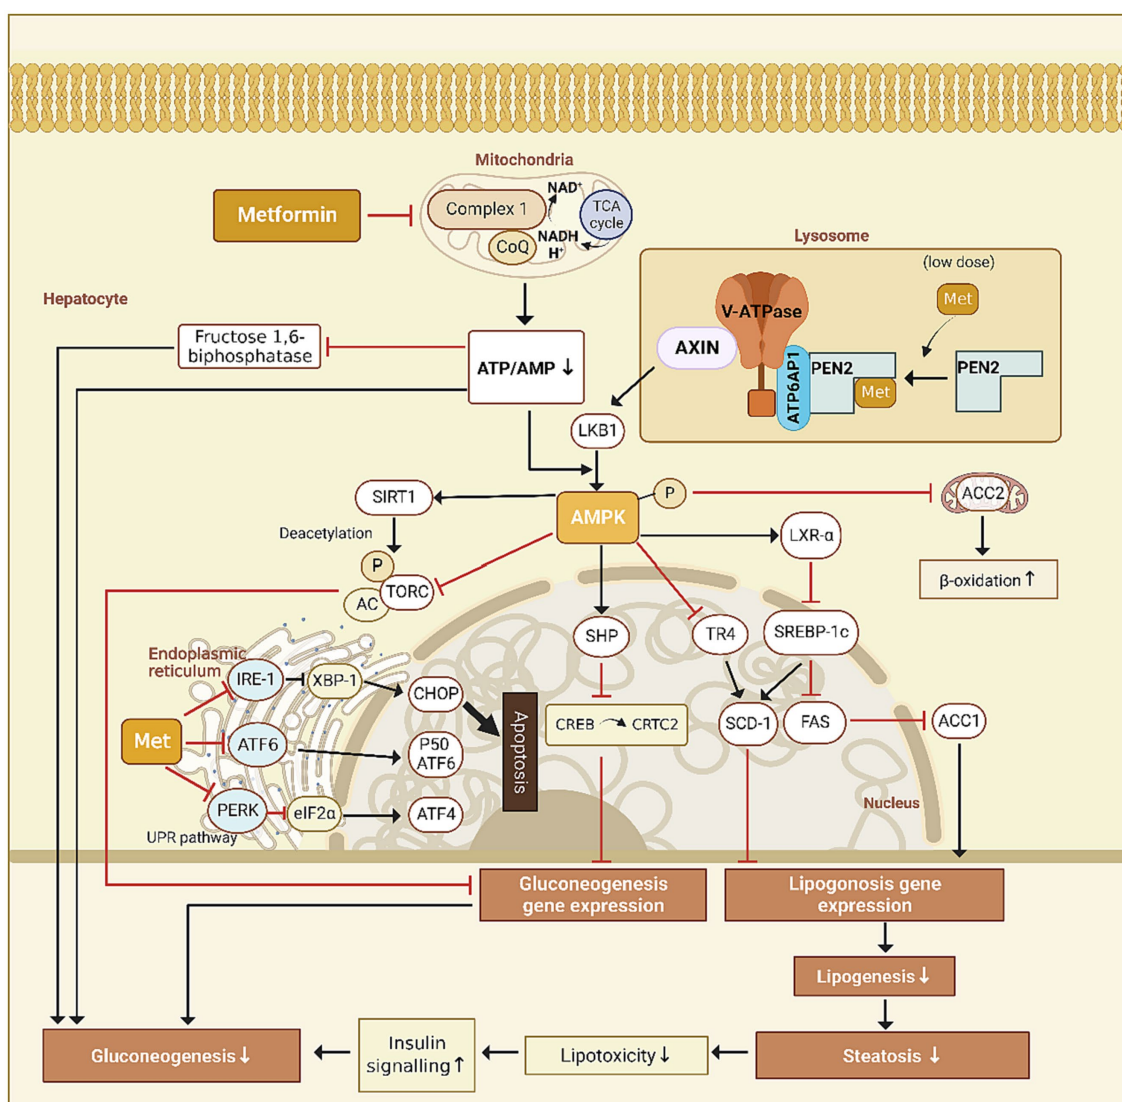 Mitochondria
Metformin
Complex 1
NAD⁺
TCA
cycle
CoQ
NADH
H⁺
Lysosome
(low dose)
Met
V-ATPase
AXIN
ATP6AP1
PEN2
Met
PEN2
Hepatocyte
Fructose 1,6-
biphosphatase
ATP/AMP ↓
LKB1
SIRT1
AMPK
P
ACC2
Deacetylation
LXR-α
P
TORC
AC
β-oxidation ↑
SHP
TR4
SREBP-1c
Endoplasmic
reticulum
IRE-1
XBP-1
CHOP
Apoptosis
CREB
CRTC2
SCD-1
FAS
ACC1
Met
ATF6
P50
ATF6
PERK
eIF2α
ATF4
UPR pathway
Nucleus
Gluconeogenesis
gene expression
Lipogonosis gene
expression
Lipogenesis ↓
Gluconeogenesis ↓
Insulin
signalling ↑
Lipotoxicity ↓
Steatosis ↓